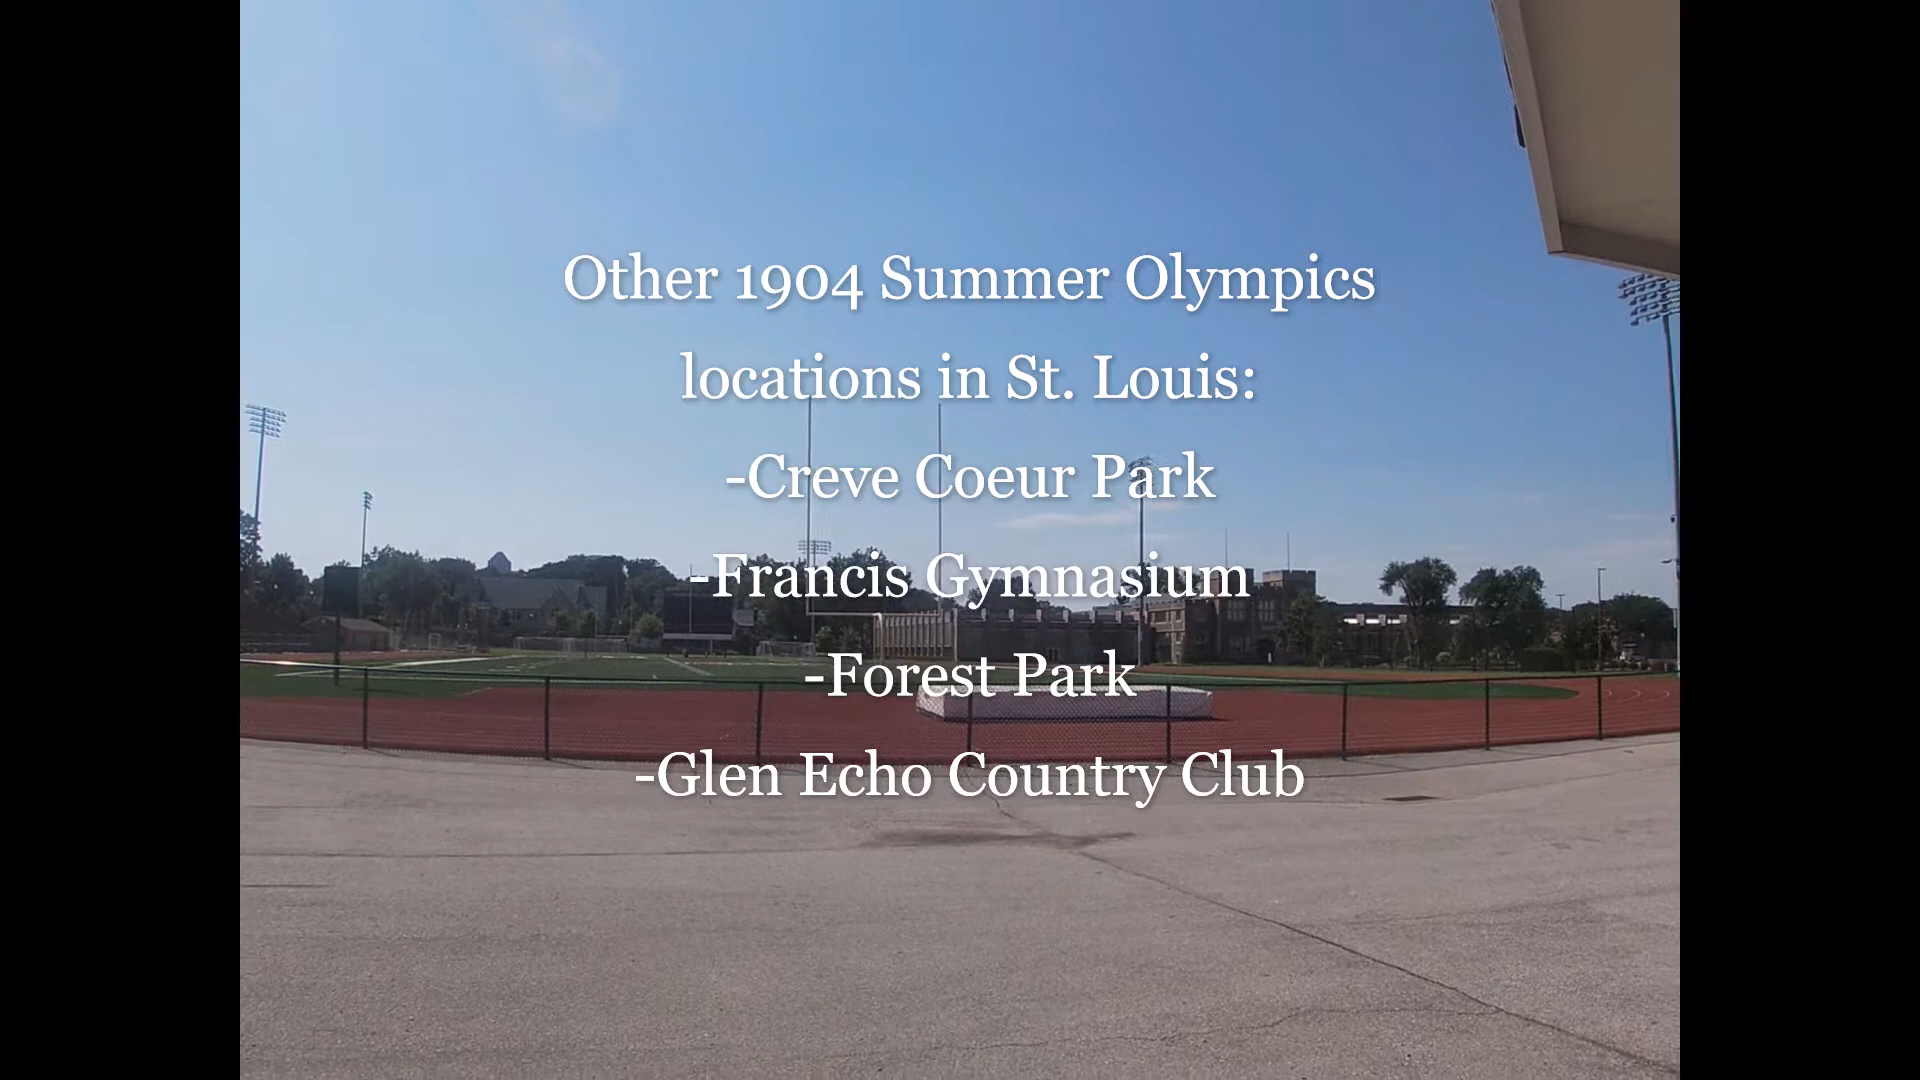 Other 1904 Summer Olympics
locations in St. Louis:
-Creve Coeur Park
-Francis Gymnasium
-Forest Park
-Glen Echo Country Club